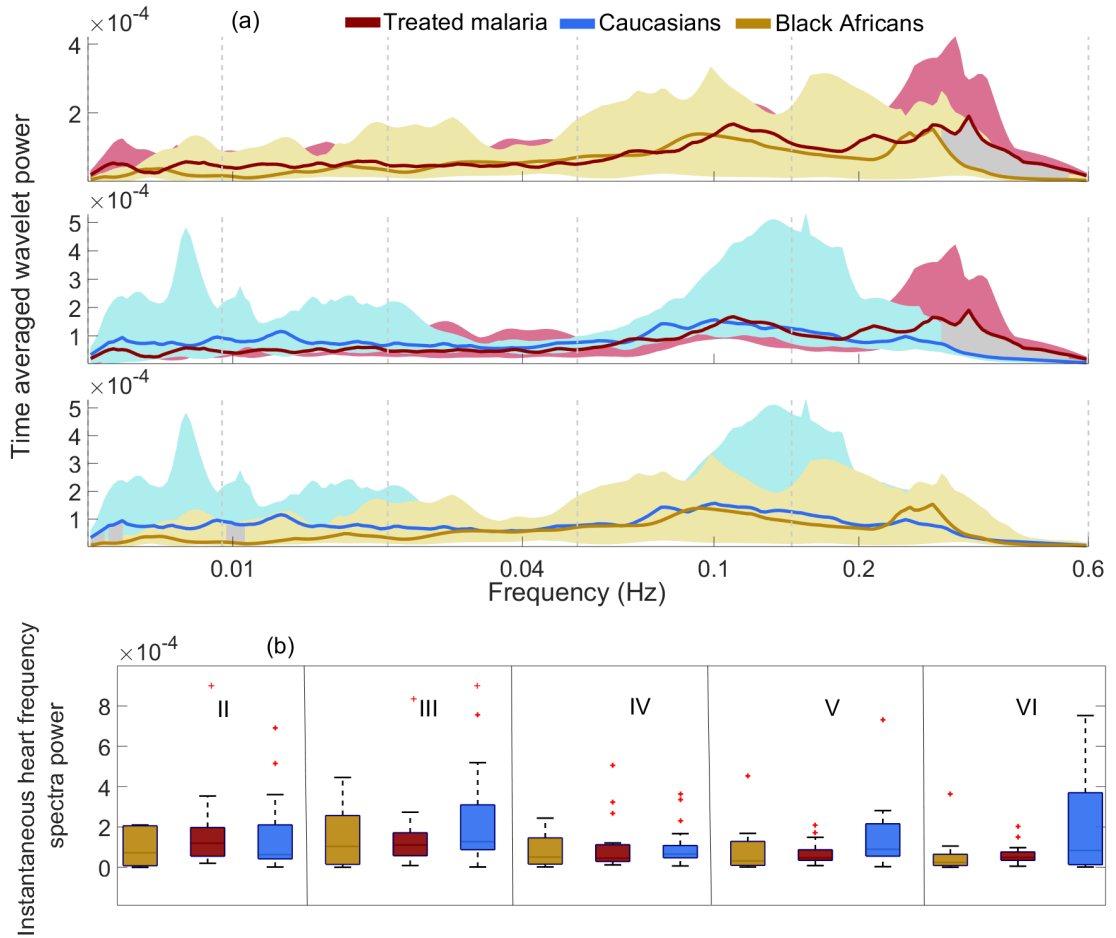 (a)
Treated malaria Caucasians Black Africans
×10⁻⁴
4
2
×10⁻⁴
5
4
3
2
1
×10⁻⁴
5
4
3
2
1
0
Time averaged wavelet power
0.01 0.04 0.1 0.2 0.6
Frequency (Hz)
(b)
×10⁻⁴
II III IV V VI
8
6
4
2
0
Instantaneous heart frequency
spectra power